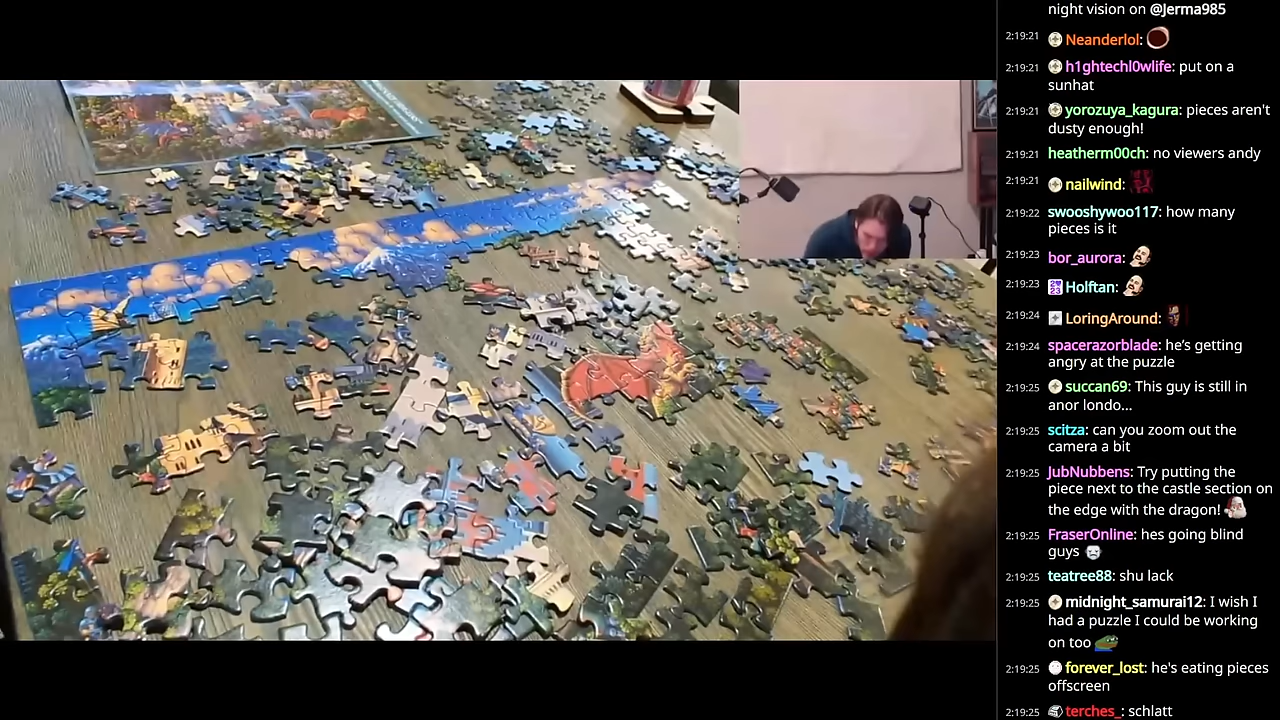 night vision on @Jerma985
2:19:21 Neanderlol:
2:19:21 h1ghtechl0wlife: put on a
sunhat
2:19:21 yorozuya_kagura: pieces aren't
dusty enough!
2:19:21 heatherm00ch: no viewers andy
2:19:21 nailwind:
2:19:22 swooshywoo117: how many
pieces is it
2:19:23 bor_aurora:
2:19:23 Holftan:
2:19:24 LoringAround:
2:19:24 spacerazorblade: he's getting
angry at the puzzle
2:19:25 succan69: This guy is still in
anor londo...
2:19:25 scitza: can you zoom out the
camera a bit
2:19:25 JubNubbens: Try putting the
piece next to the castle section on
the edge with the dragon!
2:19:25 FraserOnline: hes going blind
guys
2:19:25 teatree88: shu lack
2:19:25 midnight_samurai12: I wish I
had a puzzle I could be working
on too
2:19:25 forever_lost: he's eating pieces
offscreen
2:19:25 terches_: schlatt